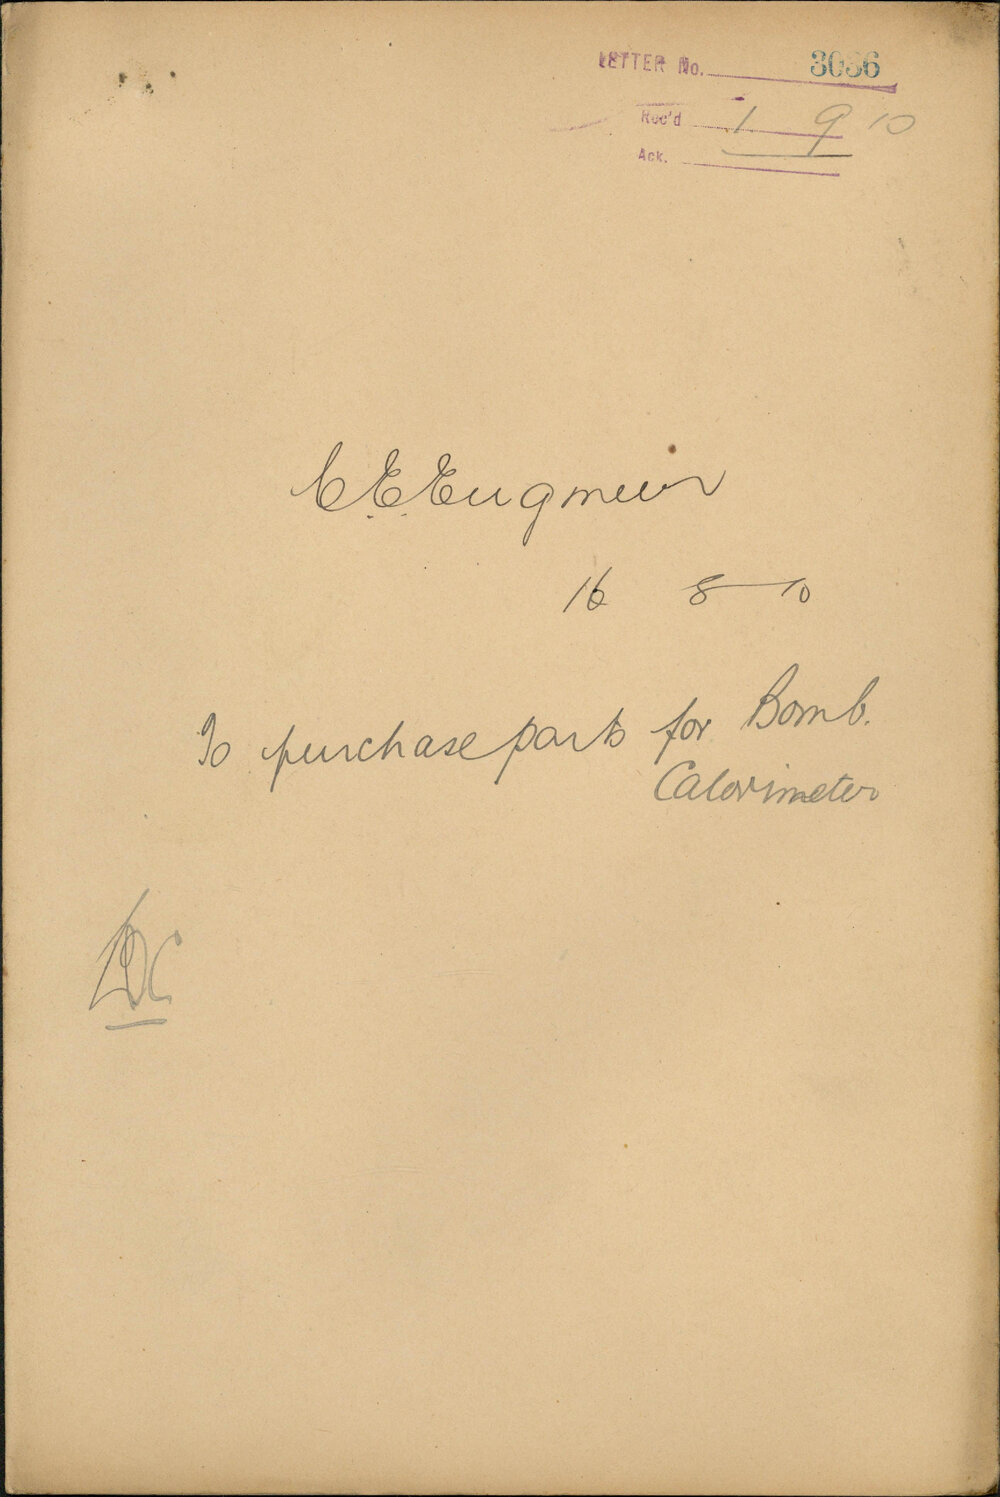 LETTER No. 3036
Rec'd 1 9 10
Ack.
C.E.Engineer
16 8 10
To purchase parts for Bomb.
Calorimeter